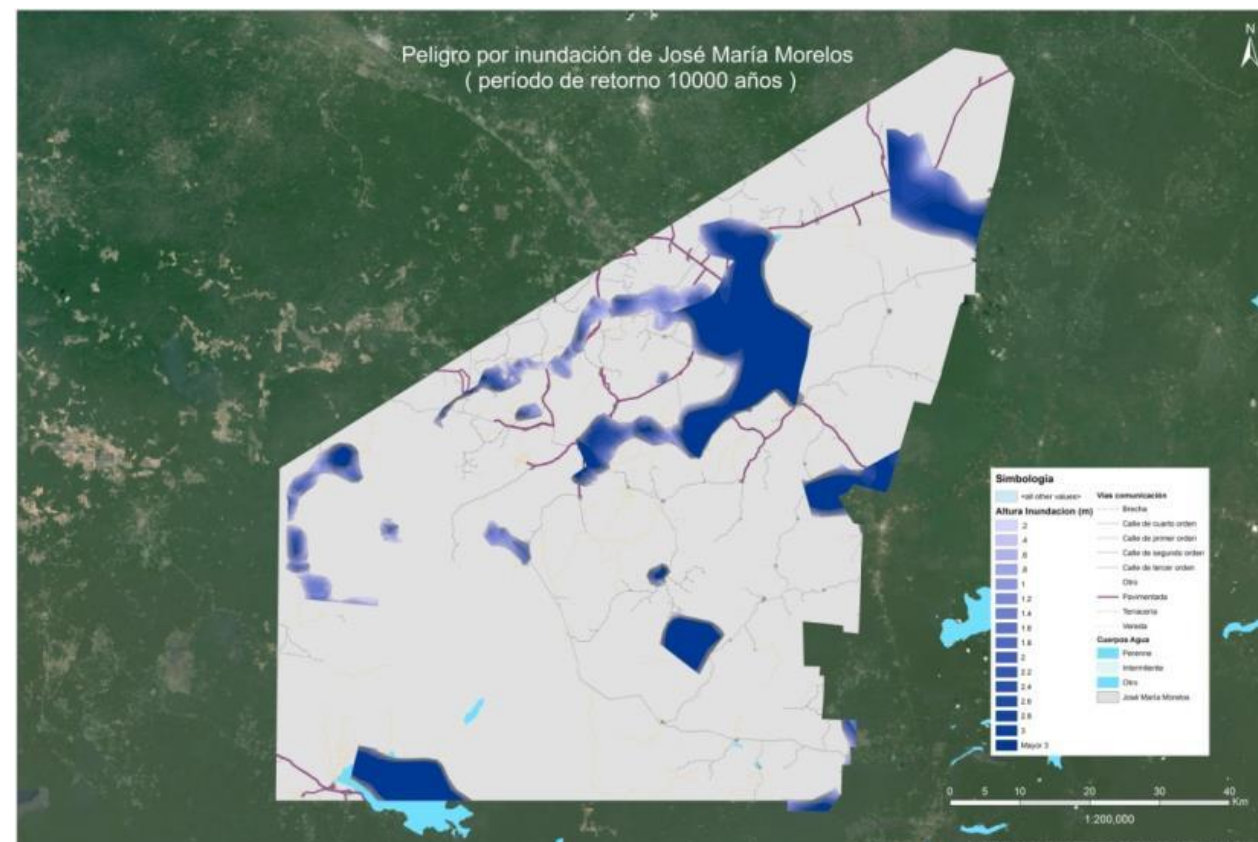 Peligro por inundación de José María Morelos
( período de retorno 10000 años )
N
Simbología
<all other values>
Altura Inundacion (m)
.2
.4
.6
.8
1
1.2
1.4
1.6
1.8
2
2.2
2.4
2.6
2.8
3
Mayor 3
Vias comunicación
Brecha
Calle de cuarto orden
Calle de primer orden
Calle de segundo orden
Calle de tercer orden
Otro
Pavimentada
Terraceria
Vereda
Cuerpos Agua
Perenne
Intermitente
Otro
José María Morelos
0 5 10 20 30 40
Km
1:200,000